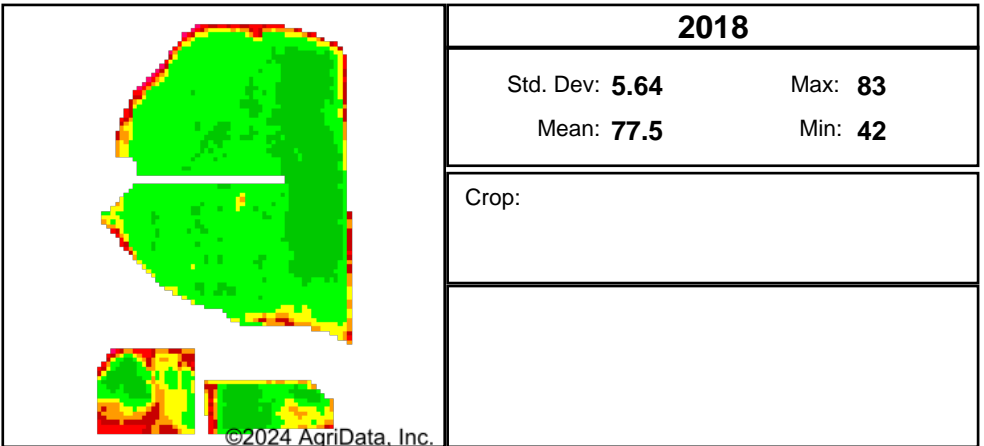 2018
Std. Dev: 5.64 Max: 83
Mean: 77.5 Min: 42
Crop:
©2024 AgriData, Inc.